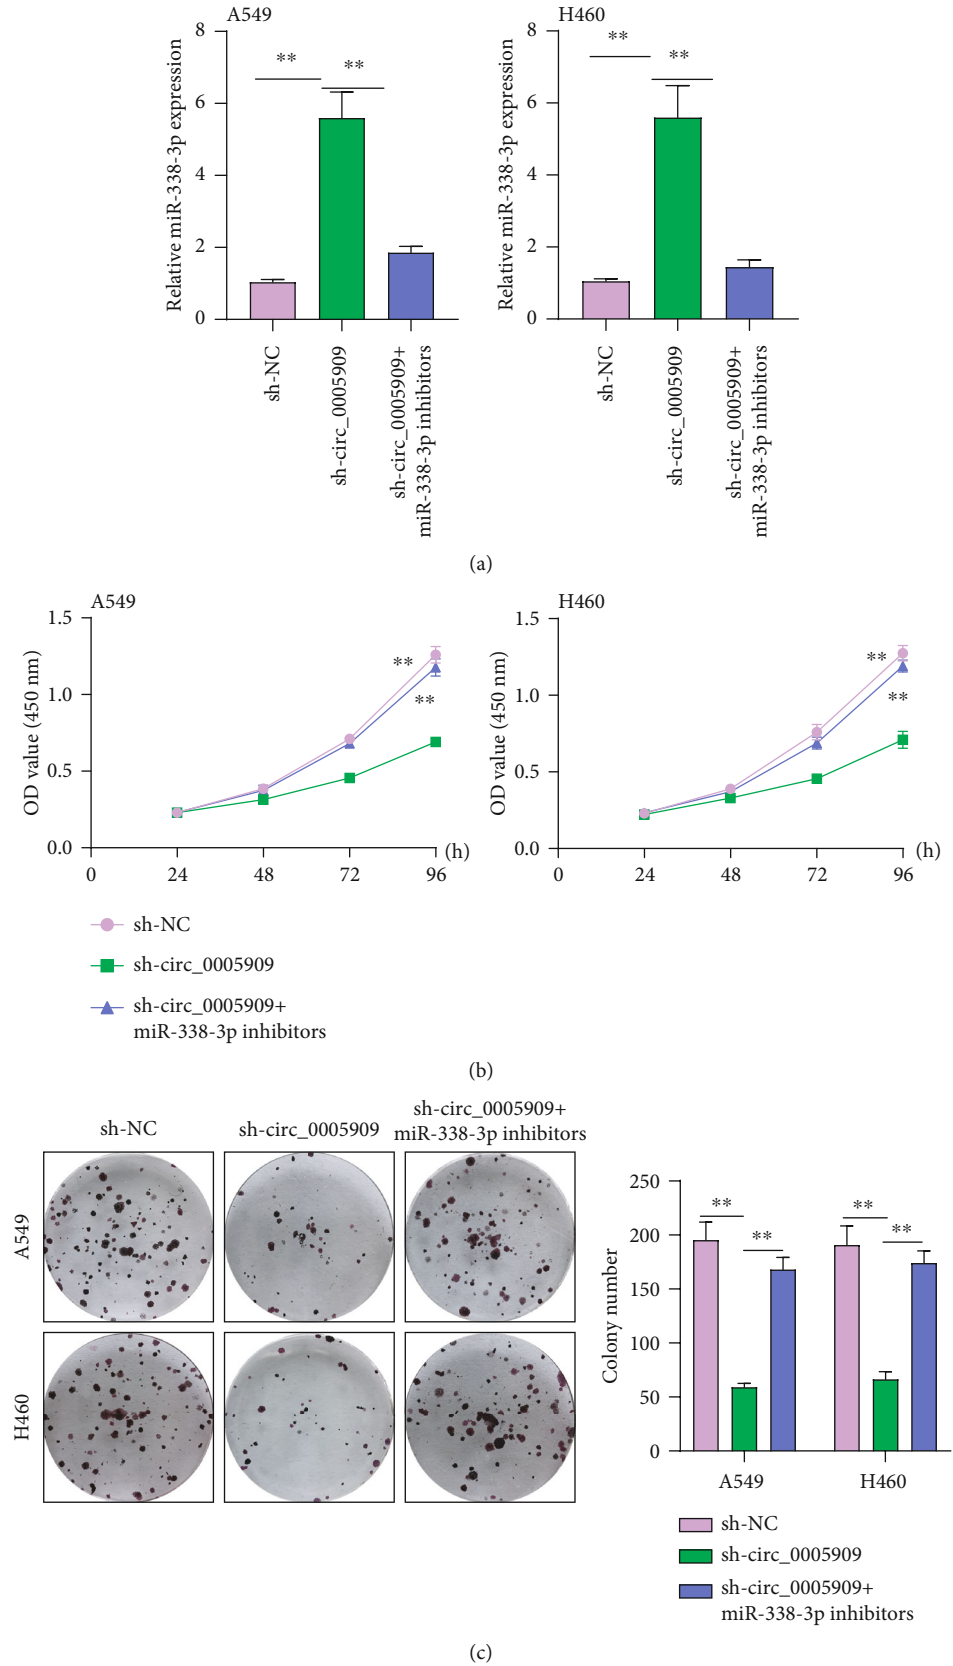 A549
8
6
4
2
0
Relative miR-338-3p expression
**
**
sh-NC
sh-circ_0005909
sh-circ_0005909+
miR-338-3p inhibitors
H460
8
6
4
2
0
Relative miR-338-3p expression
**
**
sh-NC
sh-circ_0005909
sh-circ_0005909+
miR-338-3p inhibitors
(a)
A549
1.5
1.0
0.5
0.0
OD value (450 nm)
**
**
0 24 48 72 96 (h)
H460
1.5
1.0
0.5
0.0
OD value (450 nm)
**
**
0 24 48 72 96 (h)
sh-NC
sh-circ_0005909
sh-circ_0005909+
miR-338-3p inhibitors
(b)
sh-NC
sh-circ_0005909
sh-circ_0005909+
miR-338-3p inhibitors
A549
H460
250
200
150
100
50
0
Colony number
**
**
**
**
A549 H460
sh-NC
sh-circ_0005909
sh-circ_0005909+
miR-338-3p inhibitors
(c)